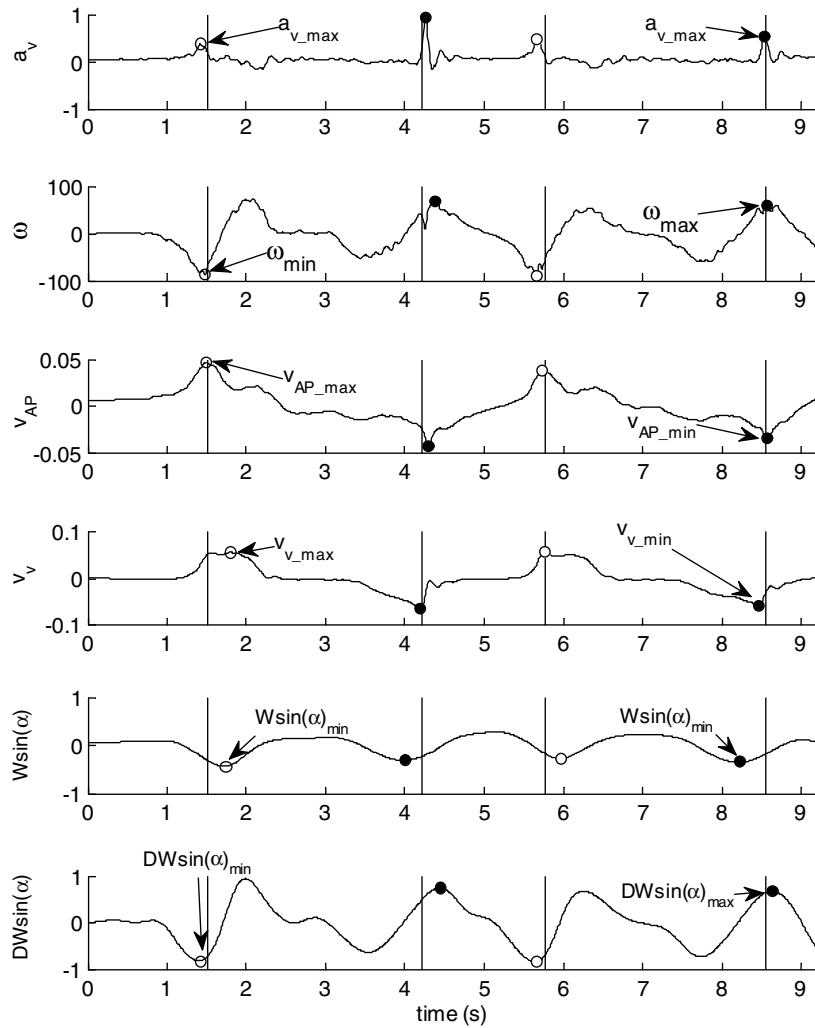 a_v_max a_v_max
1
0
-1
a_v
0 1 2 3 4 5 6 7 8 9
100
0
-100
ω
ω_min ω_max
0 1 2 3 4 5 6 7 8 9
0.05
0
-0.05
v_AP
v_AP_max v_AP_min
0 1 2 3 4 5 6 7 8 9
0.1
0
-0.1
v_v
v_v_max v_v_min
0 1 2 3 4 5 6 7 8 9
1
0
-1
Wsin(α)
Wsin(α)_min Wsin(α)_min
0 1 2 3 4 5 6 7 8 9
1
0
-1
DWsin(α)
DWsin(α)_min DWsin(α)_max
0 1 2 3 4 5 6 7 8 9
time (s)